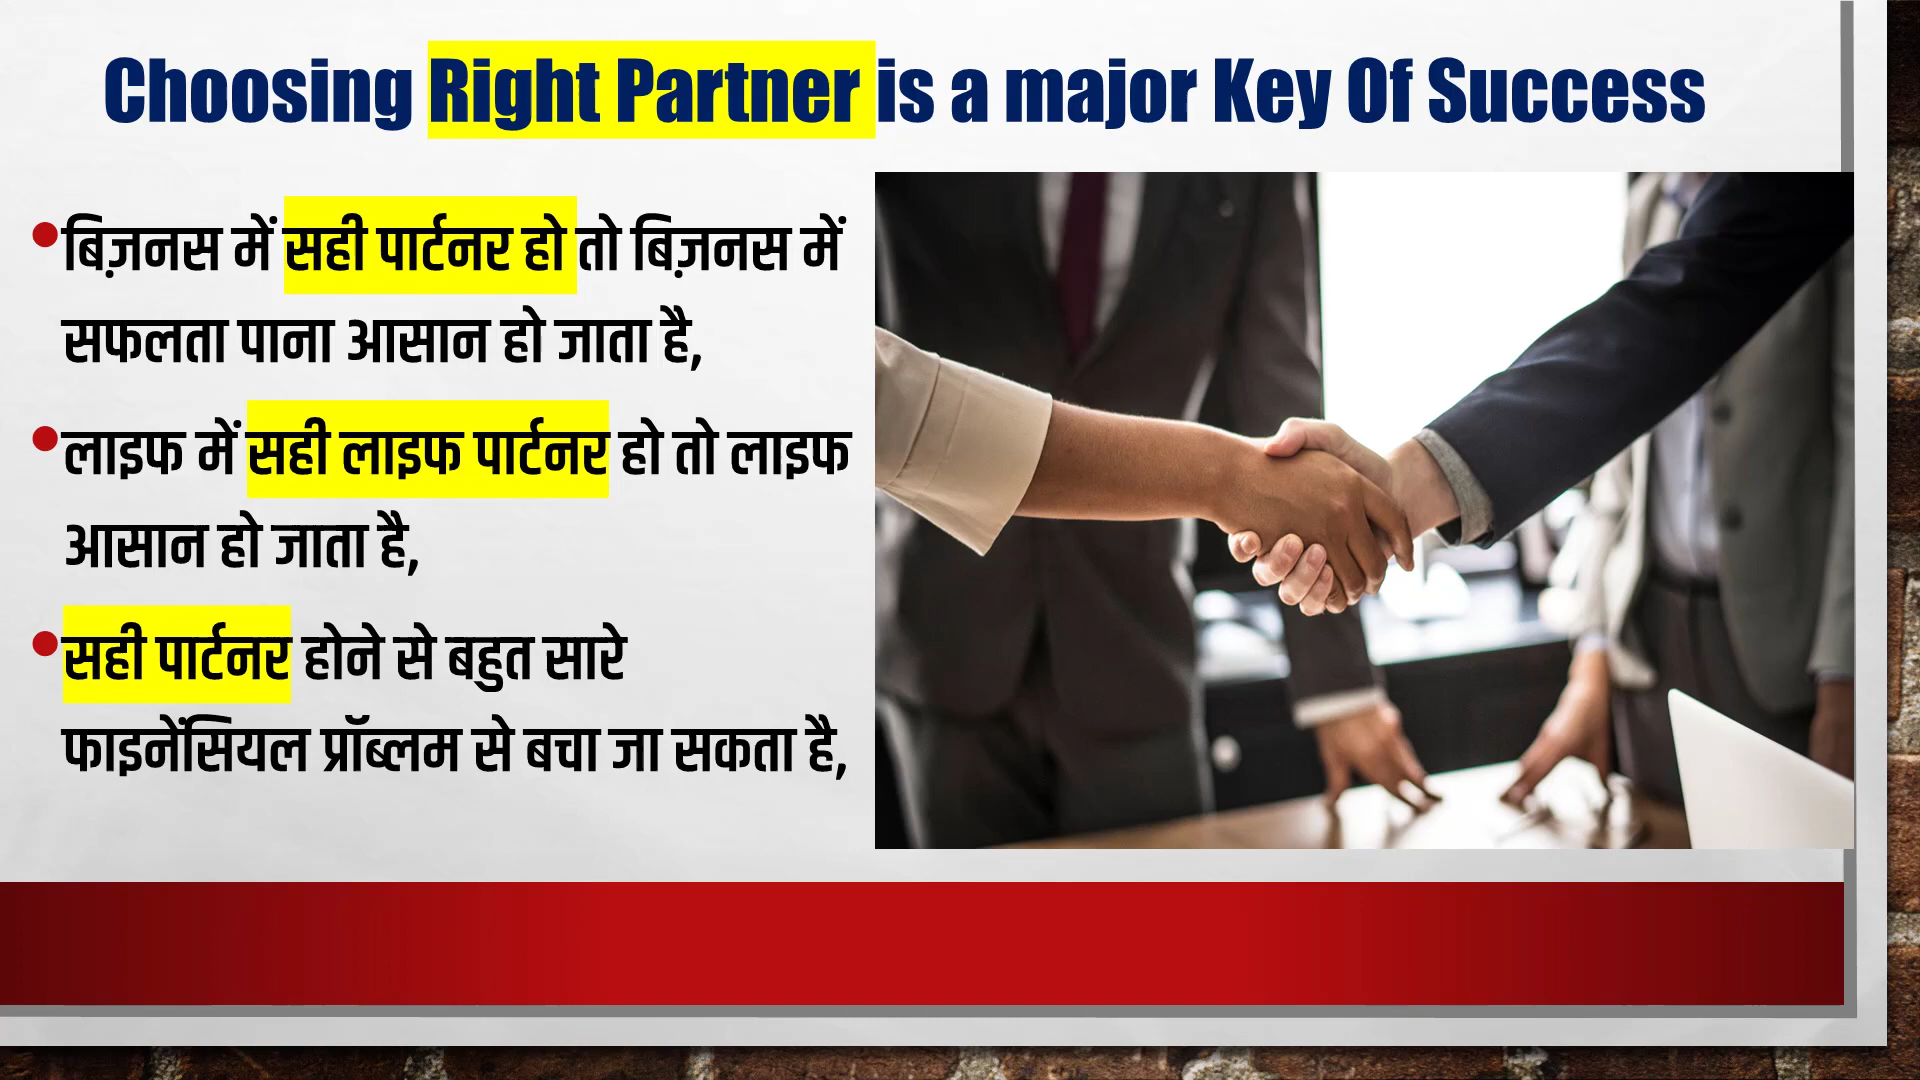 Choosing Right Partner is a major Key Of Success
•बिज़नस में सही पार्टनर हो तो बिज़नस में
सफलता पाना आसान हो जाता है,
•लाइफ में सही लाइफ पार्टनर हो तो लाइफ
आसान हो जाता है,
•सही पार्टनर होने से बहुत सारे
फाइनेंसियल प्रॉब्लम से बचा जा सकता है,